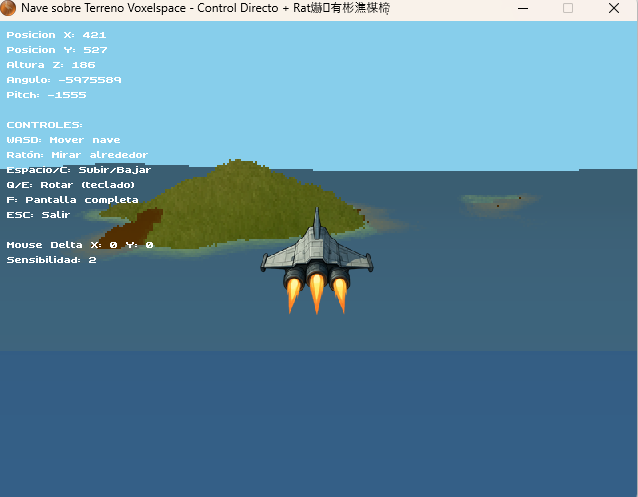 Nave sobre Terreno Voxelspace - Control Directo + Rat
Posicion X: 421
Posicion Y: 527
Altura Z: 186
Angulo: -5975589
Pitch: -1555
CONTROLES:
WASD: Mover nave
Ratón: Mirar alrededor
Espacio/C: Subir/Bajar
Q/E: Rotar (teclado)
F: Pantalla completa
ESC: Salir
Mouse Delta X: 0 Y: 0
Sensibilidad: 2